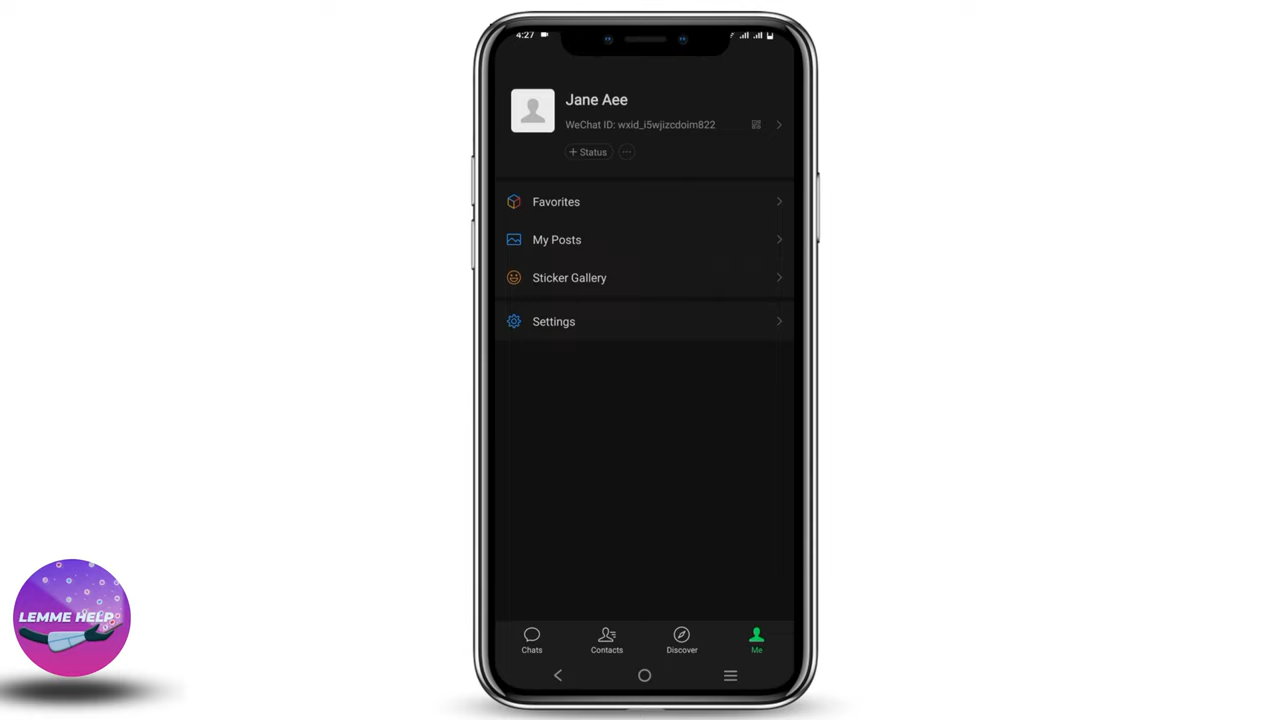 4:27
Jane Aee
WeChat ID: wxid_i5wjizcdoim822
+ Status
Favorites
My Posts
Sticker Gallery
Settings
LEMME HELP
Chats
Contacts
Discover
Me